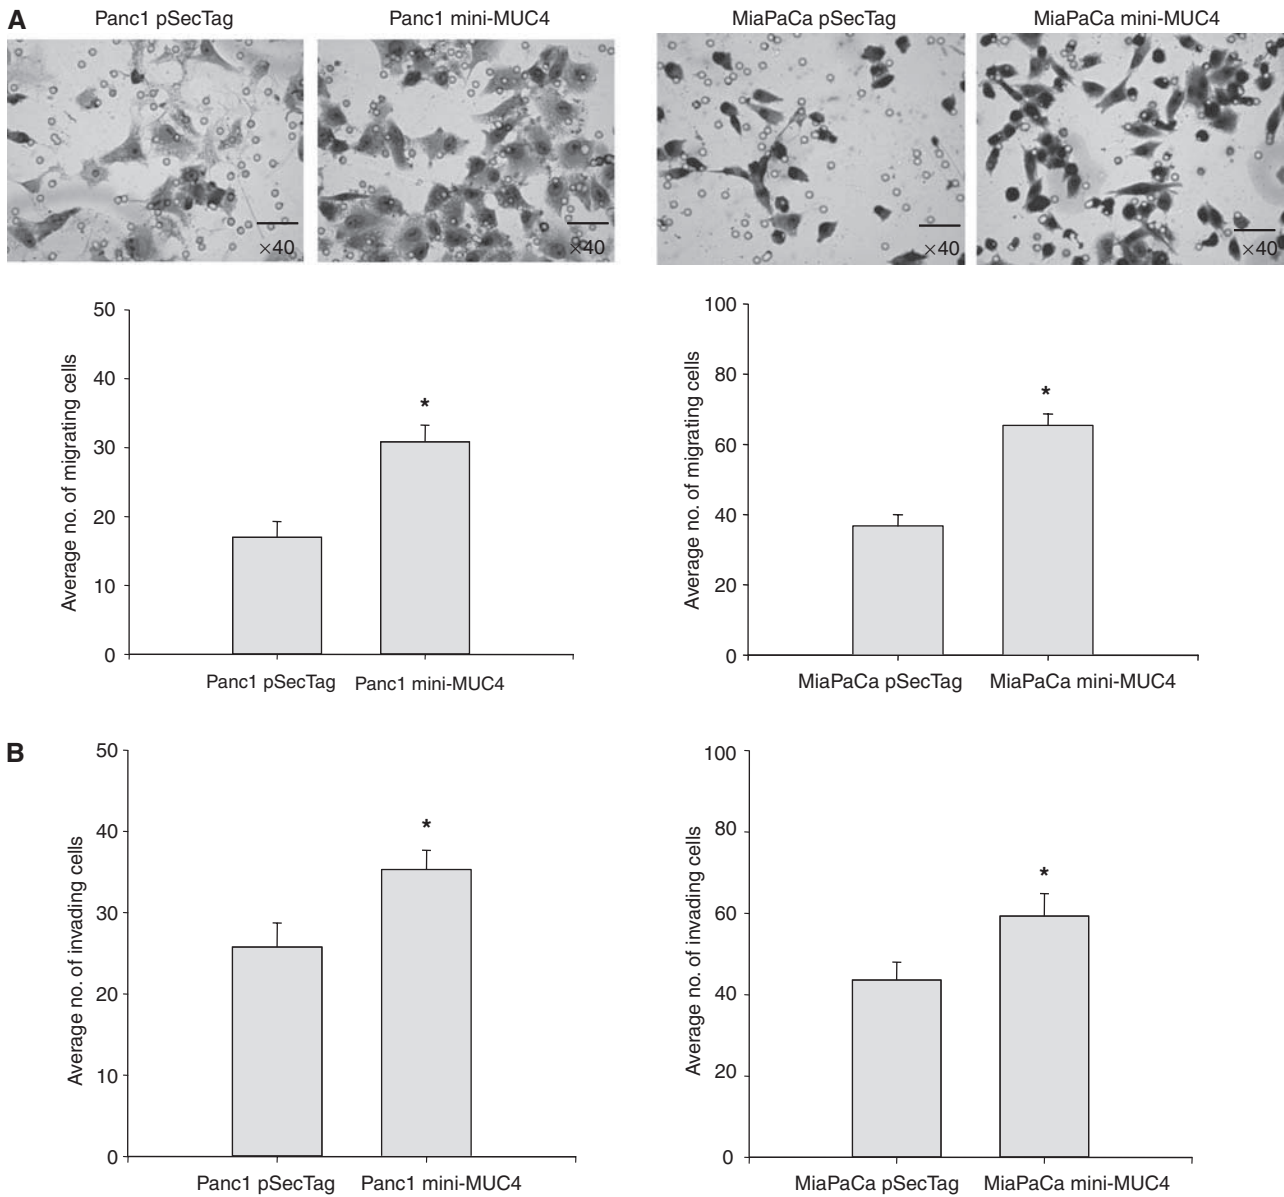 A
Panc1 pSecTag
Panc1 mini-MUC4
MiaPaCa pSecTag
MiaPaCa mini-MUC4
×40
×40
×40
×40
50
40
30
20
10
0
Average no. of migrating cells
*
Panc1 pSecTag
Panc1 mini-MUC4
100
80
60
40
20
0
Average no. of migrating cells
*
MiaPaCa pSecTag
MiaPaCa mini-MUC4
B
50
40
30
20
10
0
Average no. of invading cells
*
Panc1 pSecTag
Panc1 mini-MUC4
100
80
60
40
20
0
Average no. of invading cells
*
MiaPaCa pSecTag
MiaPaCa mini-MUC4